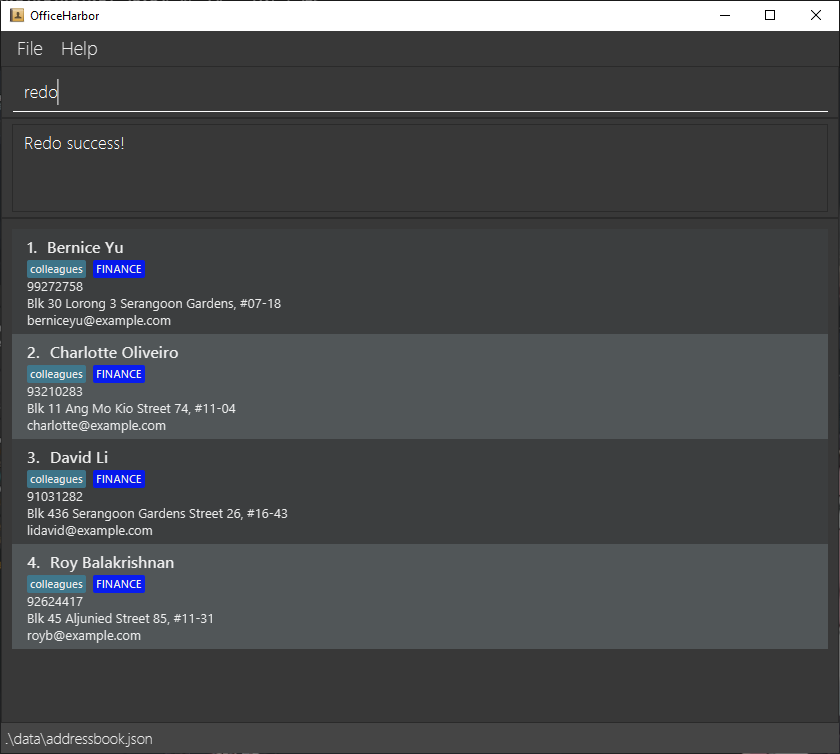 OfficeHarbor
File Help
redo
Redo success!
1. Bernice Yu
colleagues FINANCE
99272758
Blk 30 Lorong 3 Serangoon Gardens, #07-18
berniceyu@example.com
2. Charlotte Oliveiro
colleagues FINANCE
93210283
Blk 11 Ang Mo Kio Street 74, #11-04
charlotte@example.com
3. David Li
colleagues FINANCE
91031282
Blk 436 Serangoon Gardens Street 26, #16-43
lidavid@example.com
4. Roy Balakrishnan
colleagues FINANCE
92624417
Blk 45 Aljunied Street 85, #11-31
royb@example.com
.\data\addressbook.json